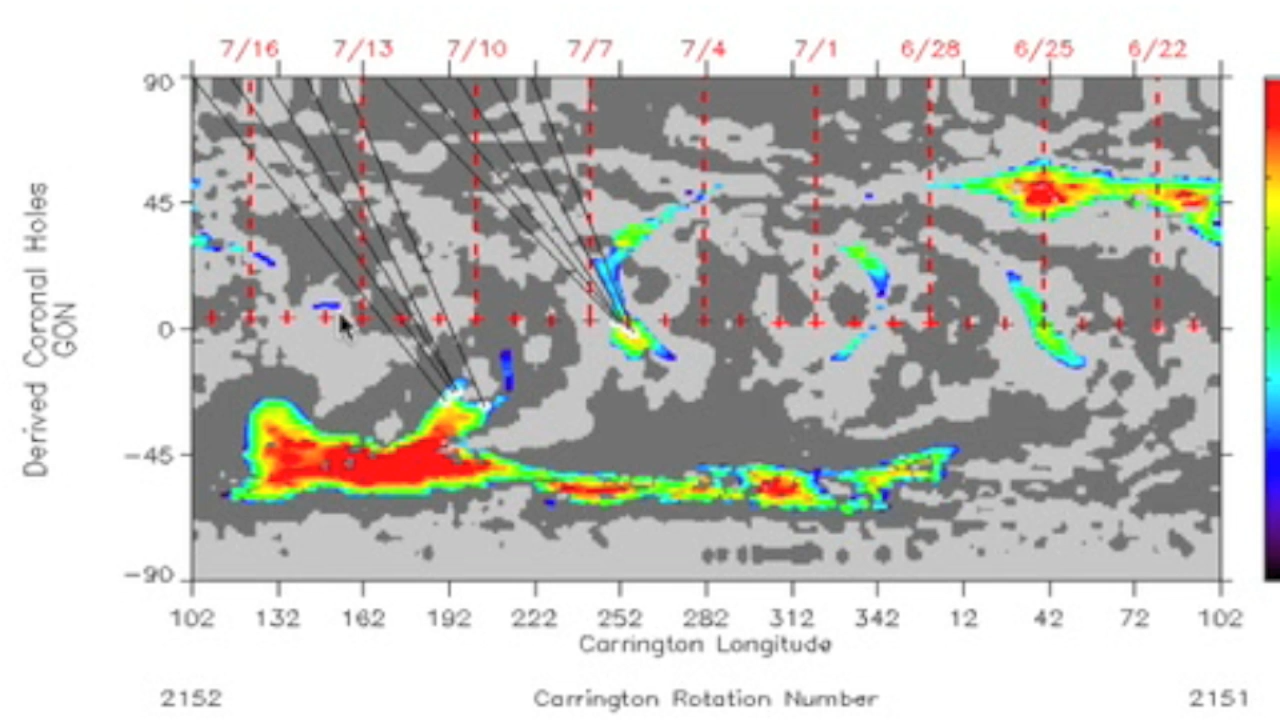 7/16 7/13 7/10 7/7 7/4 7/1 6/28 6/25 6/22
90
45
0
-45
-90
Derived Coronal Holes
GON
102 132 162 192 222 252 282 312 342 12 42 72 102
Carrington Longitude
2152 Carrington Rotation Number 2151